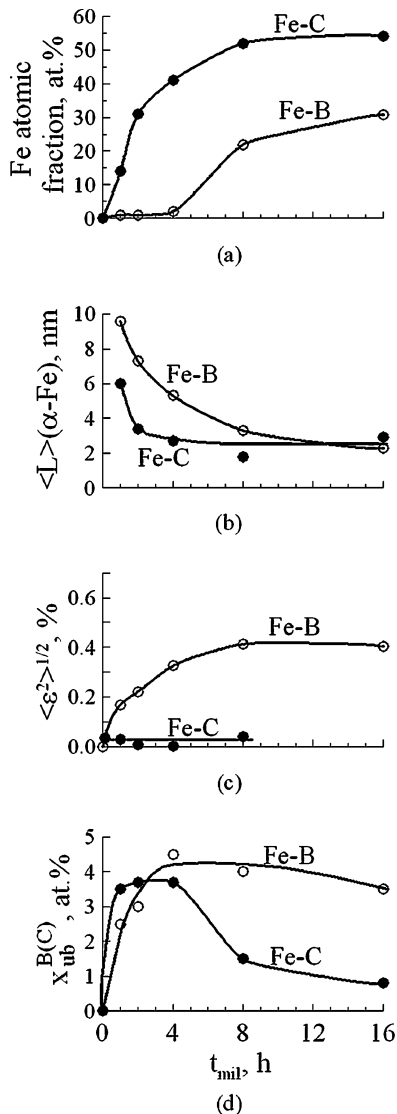 Fe atomic
fraction, at.%
60
50
40
30
20
10
0
Fe-C
Fe-B
(a)
<L>(α-Fe), nm
10
8
6
4
2
0
Fe-B
Fe-C
(b)
<ε²>^1/2, %
0.6
0.4
0.2
0.0
Fe-B
Fe-C
(c)
X_ub^B(C), at.%
5
4
3
2
1
0
Fe-B
Fe-C
0 4 8 12 16
t_mil, h
(d)